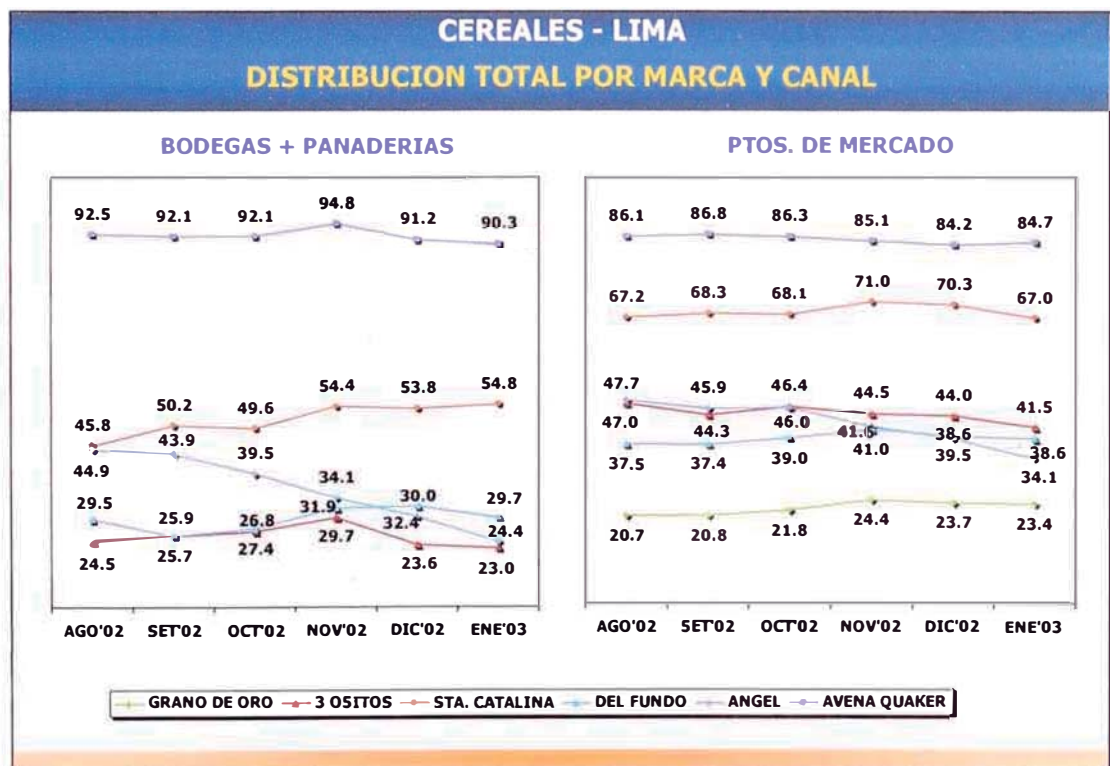 CEREALES - LIMA
DISTRIBUCION TOTAL POR MARCA Y CANAL
BODEGAS + PANADERIAS
92.5 92.1 92.1 94.8 91.2 90.3
45.8 50.2 49.6 54.4 53.8 54.8
44.9 43.9 39.5 34.1 30.0 29.7
29.5 25.9 26.8 31.9 32.4 24.4
24.5 25.7 27.4 29.7 23.6 23.0
AGO'02 SET'02 OCT'02 NOV'02 DIC'02 ENE'03
PTOS. DE MERCADO
86.1 86.8 86.3 85.1 84.2 84.7
67.2 68.3 68.1 71.0 70.3 67.0
47.7 45.9 46.4 44.5 44.0 41.5
47.0 44.3 46.0 41.6 38.6 38.6
37.5 37.4 39.0 41.0 39.5 34.1
20.7 20.8 21.8 24.4 23.7 23.4
AGO'02 SET'02 OCT'02 NOV'02 DIC'02 ENE'03
GRANO DE ORO 3 OSITOS STA. CATALINA DEL FUNDO ANGEL AVENA QUAKER